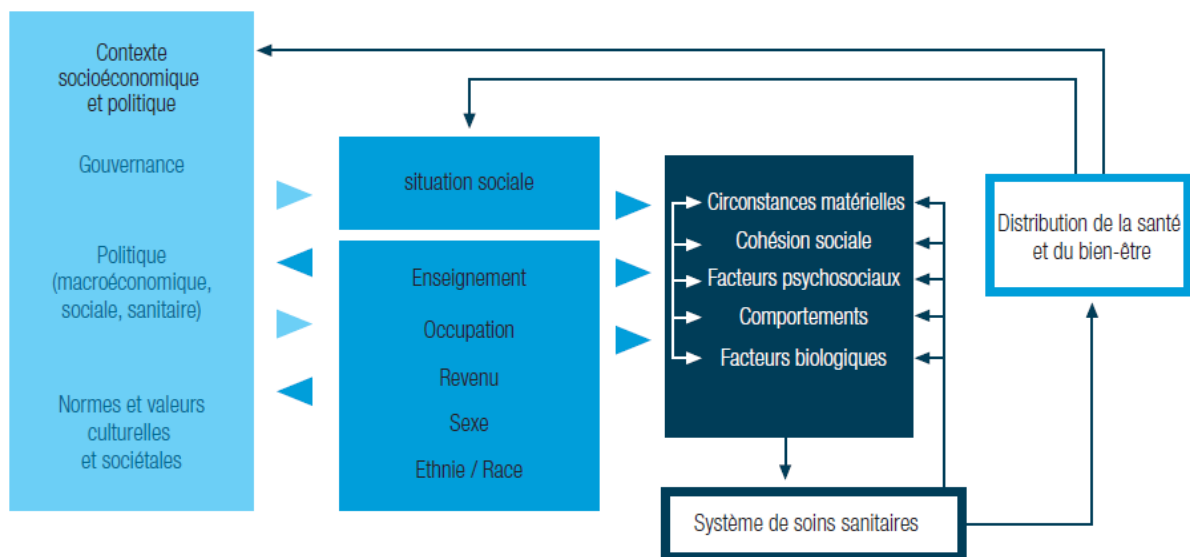 Contexte
socioéconomique
et politique
Gouvernance
Politique
(macroéconomique,
sociale, sanitaire)
Normes et valeurs
culturelles
et sociétales
situation sociale
Enseignement
Occupation
Revenu
Sexe
Ethnie / Race
Circonstances matérielles
Cohésion sociale
Facteurs psychosociaux
Comportements
Facteurs biologiques
Système de soins sanitaires
Distribution de la santé
et du bien-être